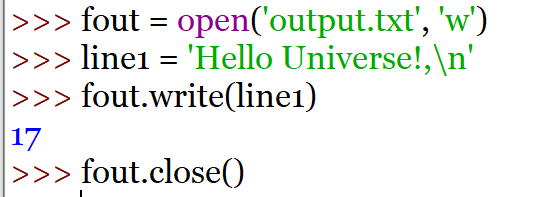 >>> fout = open('output.txt', 'w')
>>> line1 = 'Hello Universe!,\n'
>>> fout.write(line1)
17
>>> fout.close()